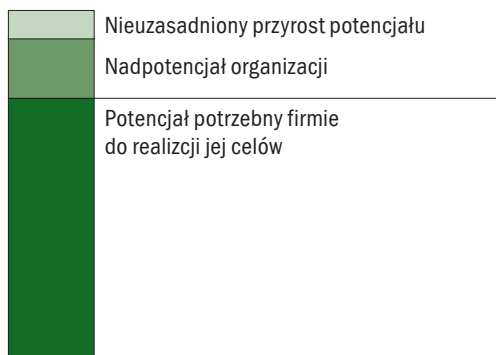 Nieuzasadniony przyrost potencjału
Nadpotencjał organizacji
Potencjał potrzebny firmie
do realizcji jej celów